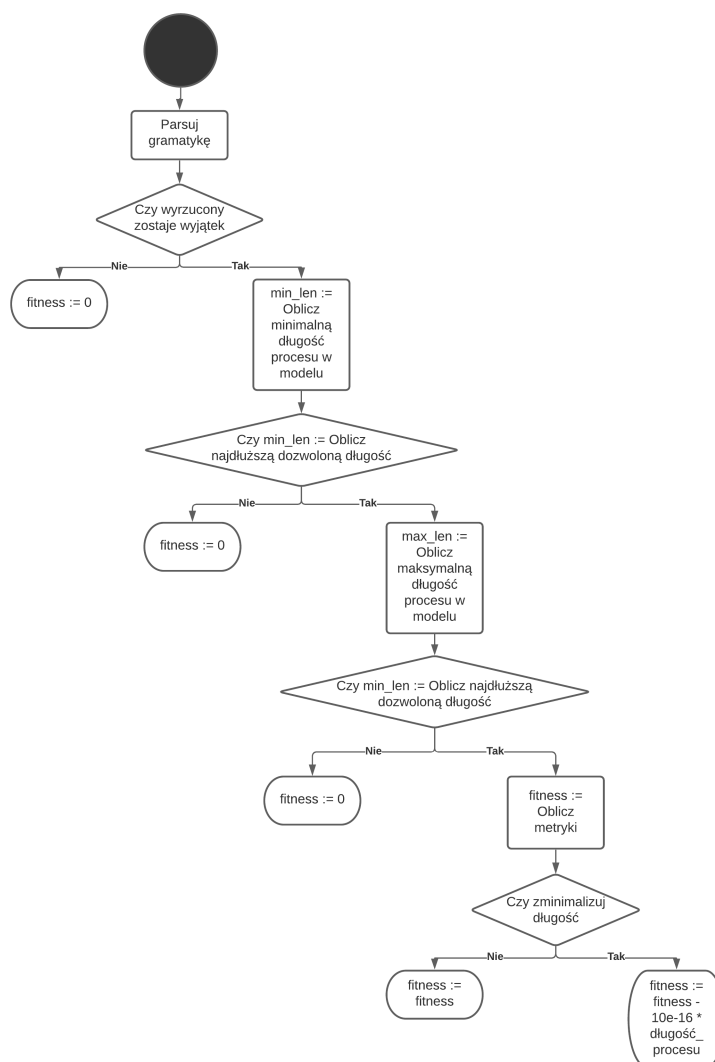 Parsuj
gramatykę
Czy wyrzucony
zostaje wyjątek
Nie
Tak
fitness := 0
min_len :=
Oblicz
minimalną
długość
procesu w
modelu
Czy min_len := Oblicz
najdłuższą dozwoloną długość
Nie
Tak
fitness := 0
max_len :=
Oblicz
maksymalną
długość
procesu w
modelu
Czy min_len := Oblicz najdłuższą
dozwoloną długość
Nie
Tak
fitness := 0
fitness :=
Oblicz
metryki
Czy zminimalizuj
długość
Nie
Tak
fitness :=
fitness
fitness :=
fitness -
10e-16 *
długość_
procesu